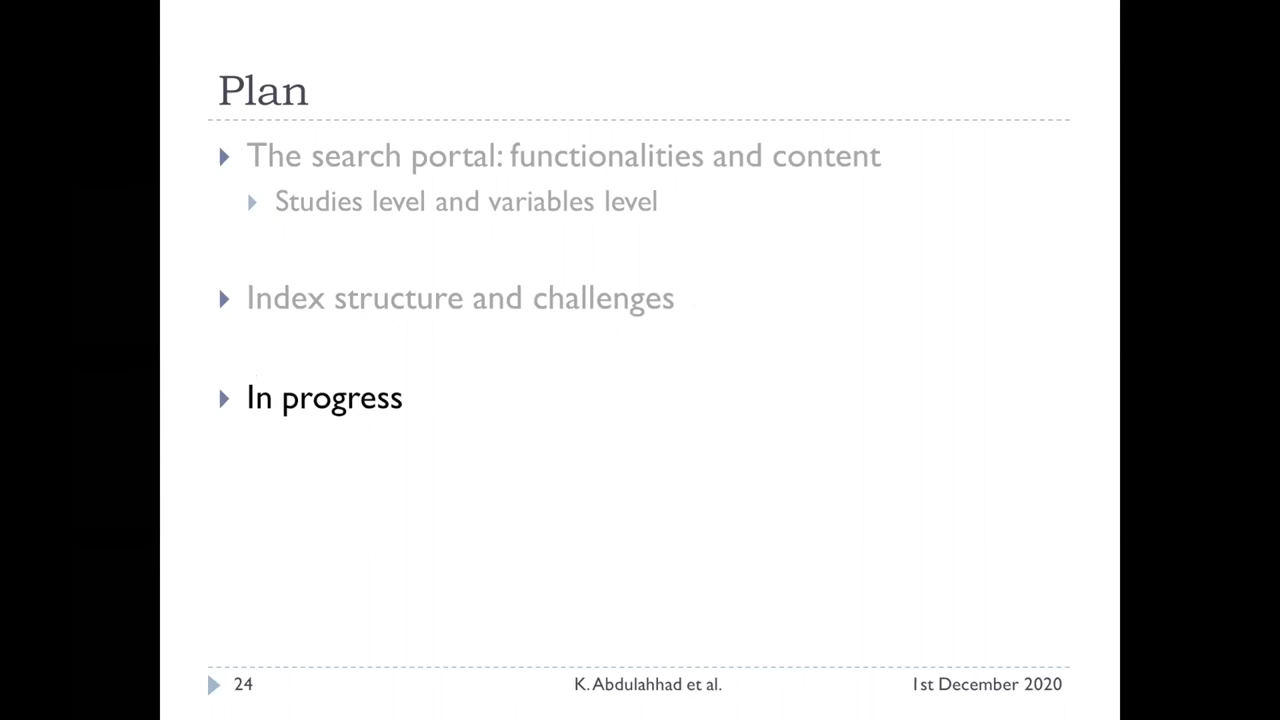 Plan
The search portal: functionalities and content
Studies level and variables level
Index structure and challenges
In progress
24
K. Abdulahhad et al.
1st December 2020